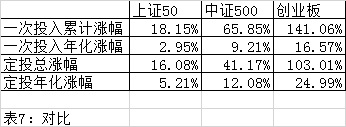 上证50 中证500 创业板
一次投入累计涨幅 18.15% 65.85% 141.06%
一次投入年化涨幅 2.95% 9.21% 16.57%
定投总涨幅 16.08% 41.17% 103.01%
定投年化涨幅 5.21% 12.08% 24.99%
表7：对比